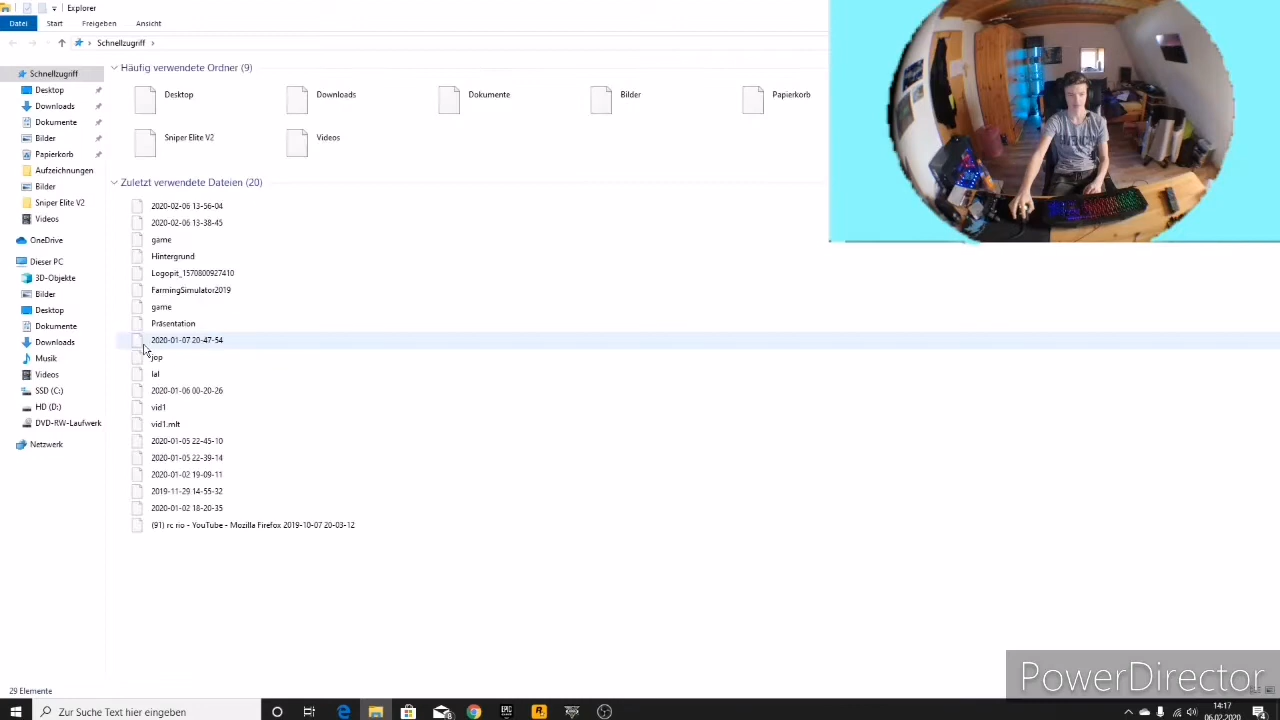 Explorer
Datei Start Freigeben Ansicht
Schnellzugriff
Schnellzugriff
Desktop
Downloads
Dokumente
Bilder
Papierkorb
Aufzeichnungen
Bilder
Sniper Elite V2
Videos
OneDrive
Dieser PC
3D-Objekte
Bilder
Desktop
Dokumente
Downloads
Musik
Videos
SSD (C:)
HD (D:)
DVD-RW-Laufwerk
Netzwerk
Häufig verwendete Ordner (9)
Desktop Downloads Dokumente Bilder Papierkorb
Sniper Elite V2 Videos
Zuletzt verwendete Dateien (20)
2020-02-06 13-56-04
2020-02-06 13-38-45
game
Hintergrund
Logopit_1570800927410
FarmingSimulator2019
game
Präsentation
2020-01-07 20-47-54
jop
lal
2020-01-06 00-20-26
vid1
vid1.mlt
2020-01-05 22-45-10
2020-01-05 22-39-14
2020-01-02 19-09-11
2019-11-29 14-55-32
2020-01-02 18-20-35
(91) rc rio - YouTube - Mozilla Firefox 2019-10-07 20-03-12
PowerDirector
29 Elemente
Zur Suche Text hier eingeben
EPIC
14:17
06.02.2020